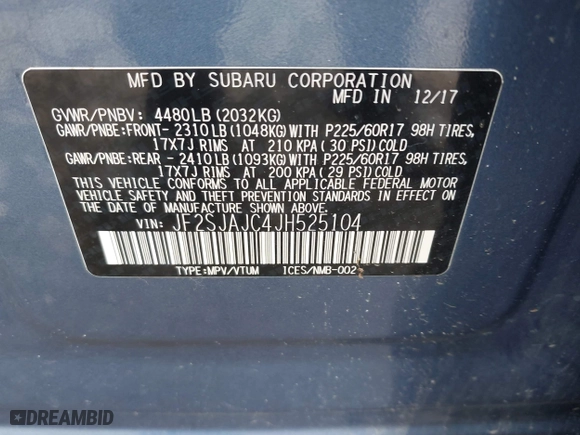 MFD BY SUBARU CORPORATION
MFD IN 12/17
GVWR/PNBV: 4480LB (2032KG)
GAWR/PNBE:FRONT- 2310LB (1048KG) WITH P225/60R17 98H TIRES,
17X7J RIMS AT 210 KPA (30 PSI) COLD
GAWR/PNBE:REAR - 2410LB (1093KG) WITH P225/60R17 98H TIRES,
17X7J RIMS AT 200 KPA (29 PSI) COLD
THIS VEHICLE CONFORMS TO ALL APPLICABLE FEDERAL MOTOR
VEHICLE SAFETY AND THEFT PREVENTION STANDARDS IN EFFECT ON
THE DATE OF MANUFACTURE SHOWN ABOVE.
VIN: JF2SJAJC4JH525104
TYPE:MPV/VTUM ICES/NMB-002
DREAMBID